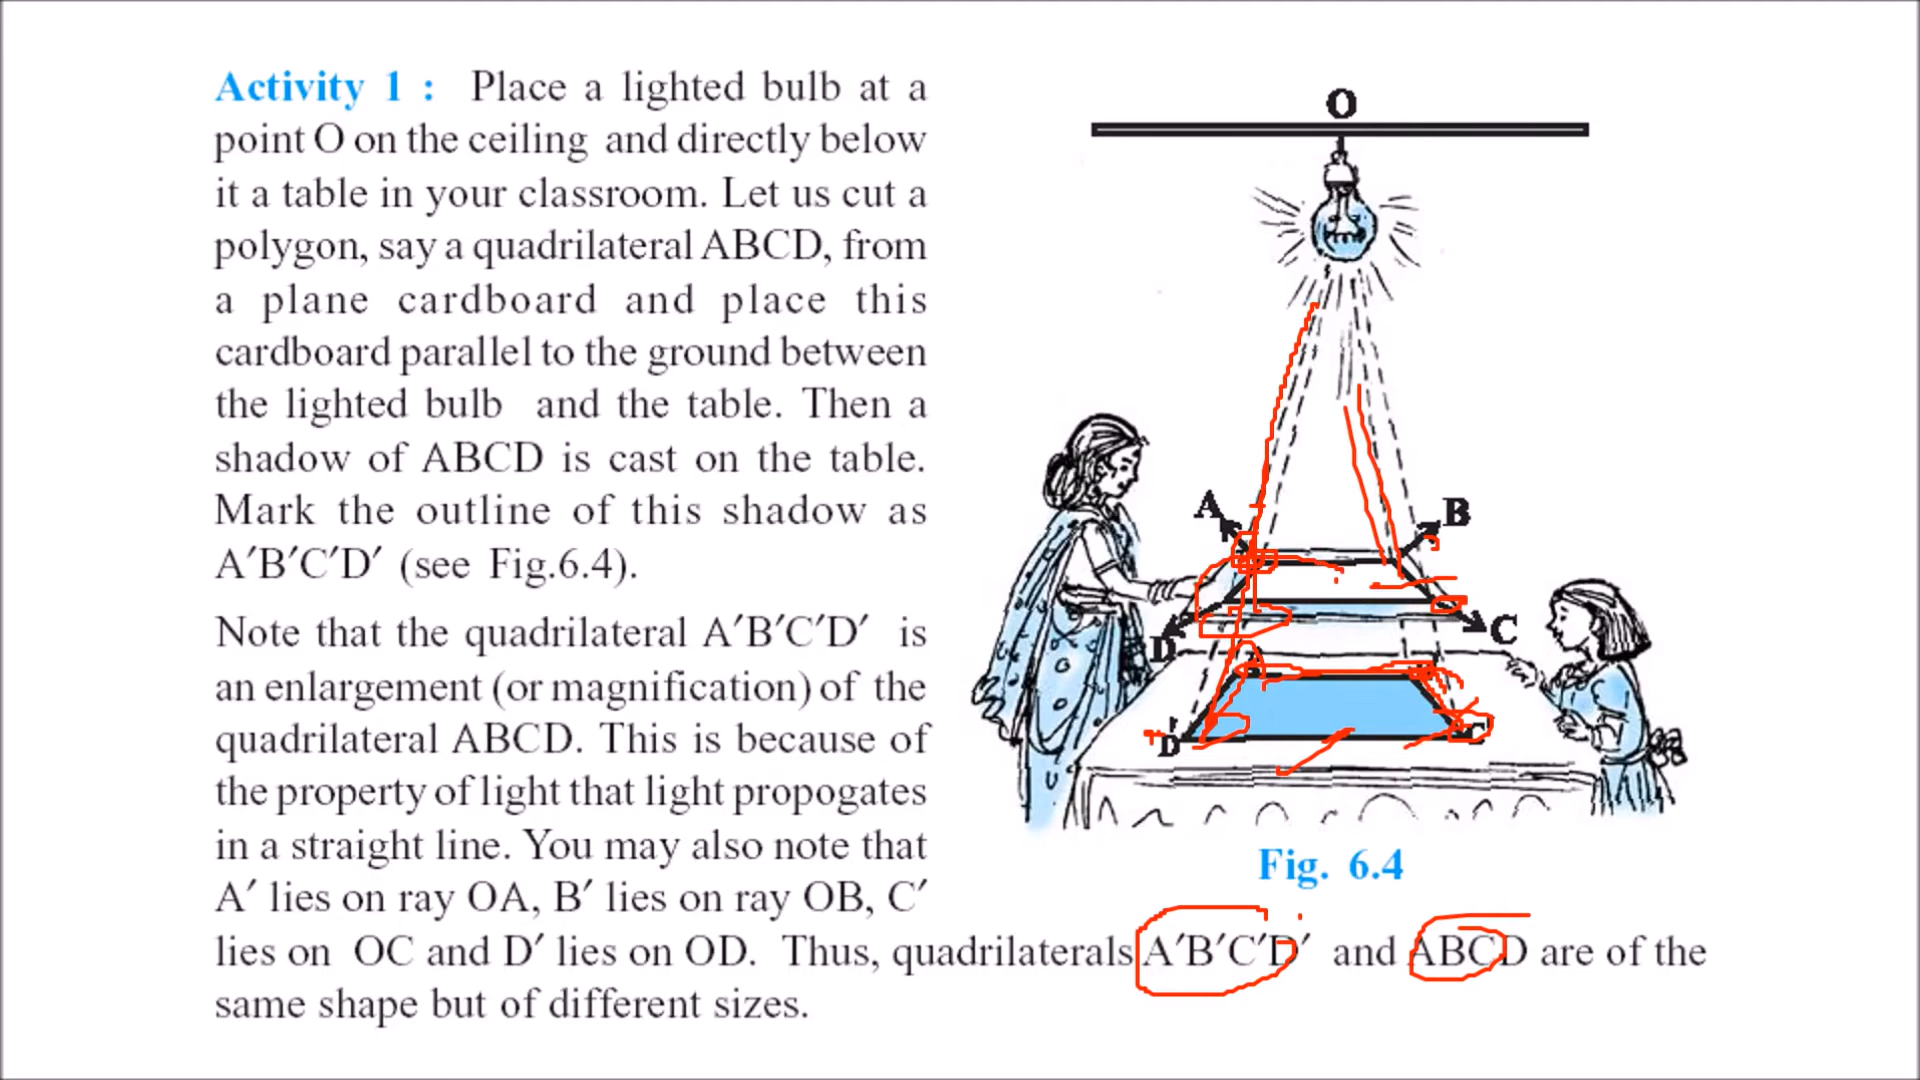 Activity 1 : Place a lighted bulb at a
point O on the ceiling and directly below
it a table in your classroom. Let us cut a
polygon, say a quadrilateral ABCD, from
a plane cardboard and place this
cardboard parallel to the ground between
the lighted bulb and the table. Then a
shadow of ABCD is cast on the table.
Mark the outline of this shadow as
A′B′C′D′ (see Fig.6.4).
Note that the quadrilateral A′B′C′D′ is
an enlargement (or magnification) of the
quadrilateral ABCD. This is because of
the property of light that light propogates
in a straight line. You may also note that
A′ lies on ray OA, B′ lies on ray OB, C′
lies on OC and D′ lies on OD. Thus, quadrilaterals A′B′C′D′ and ABCD are of the
same shape but of different sizes.
O
A
B
D
C
D′
Fig. 6.4